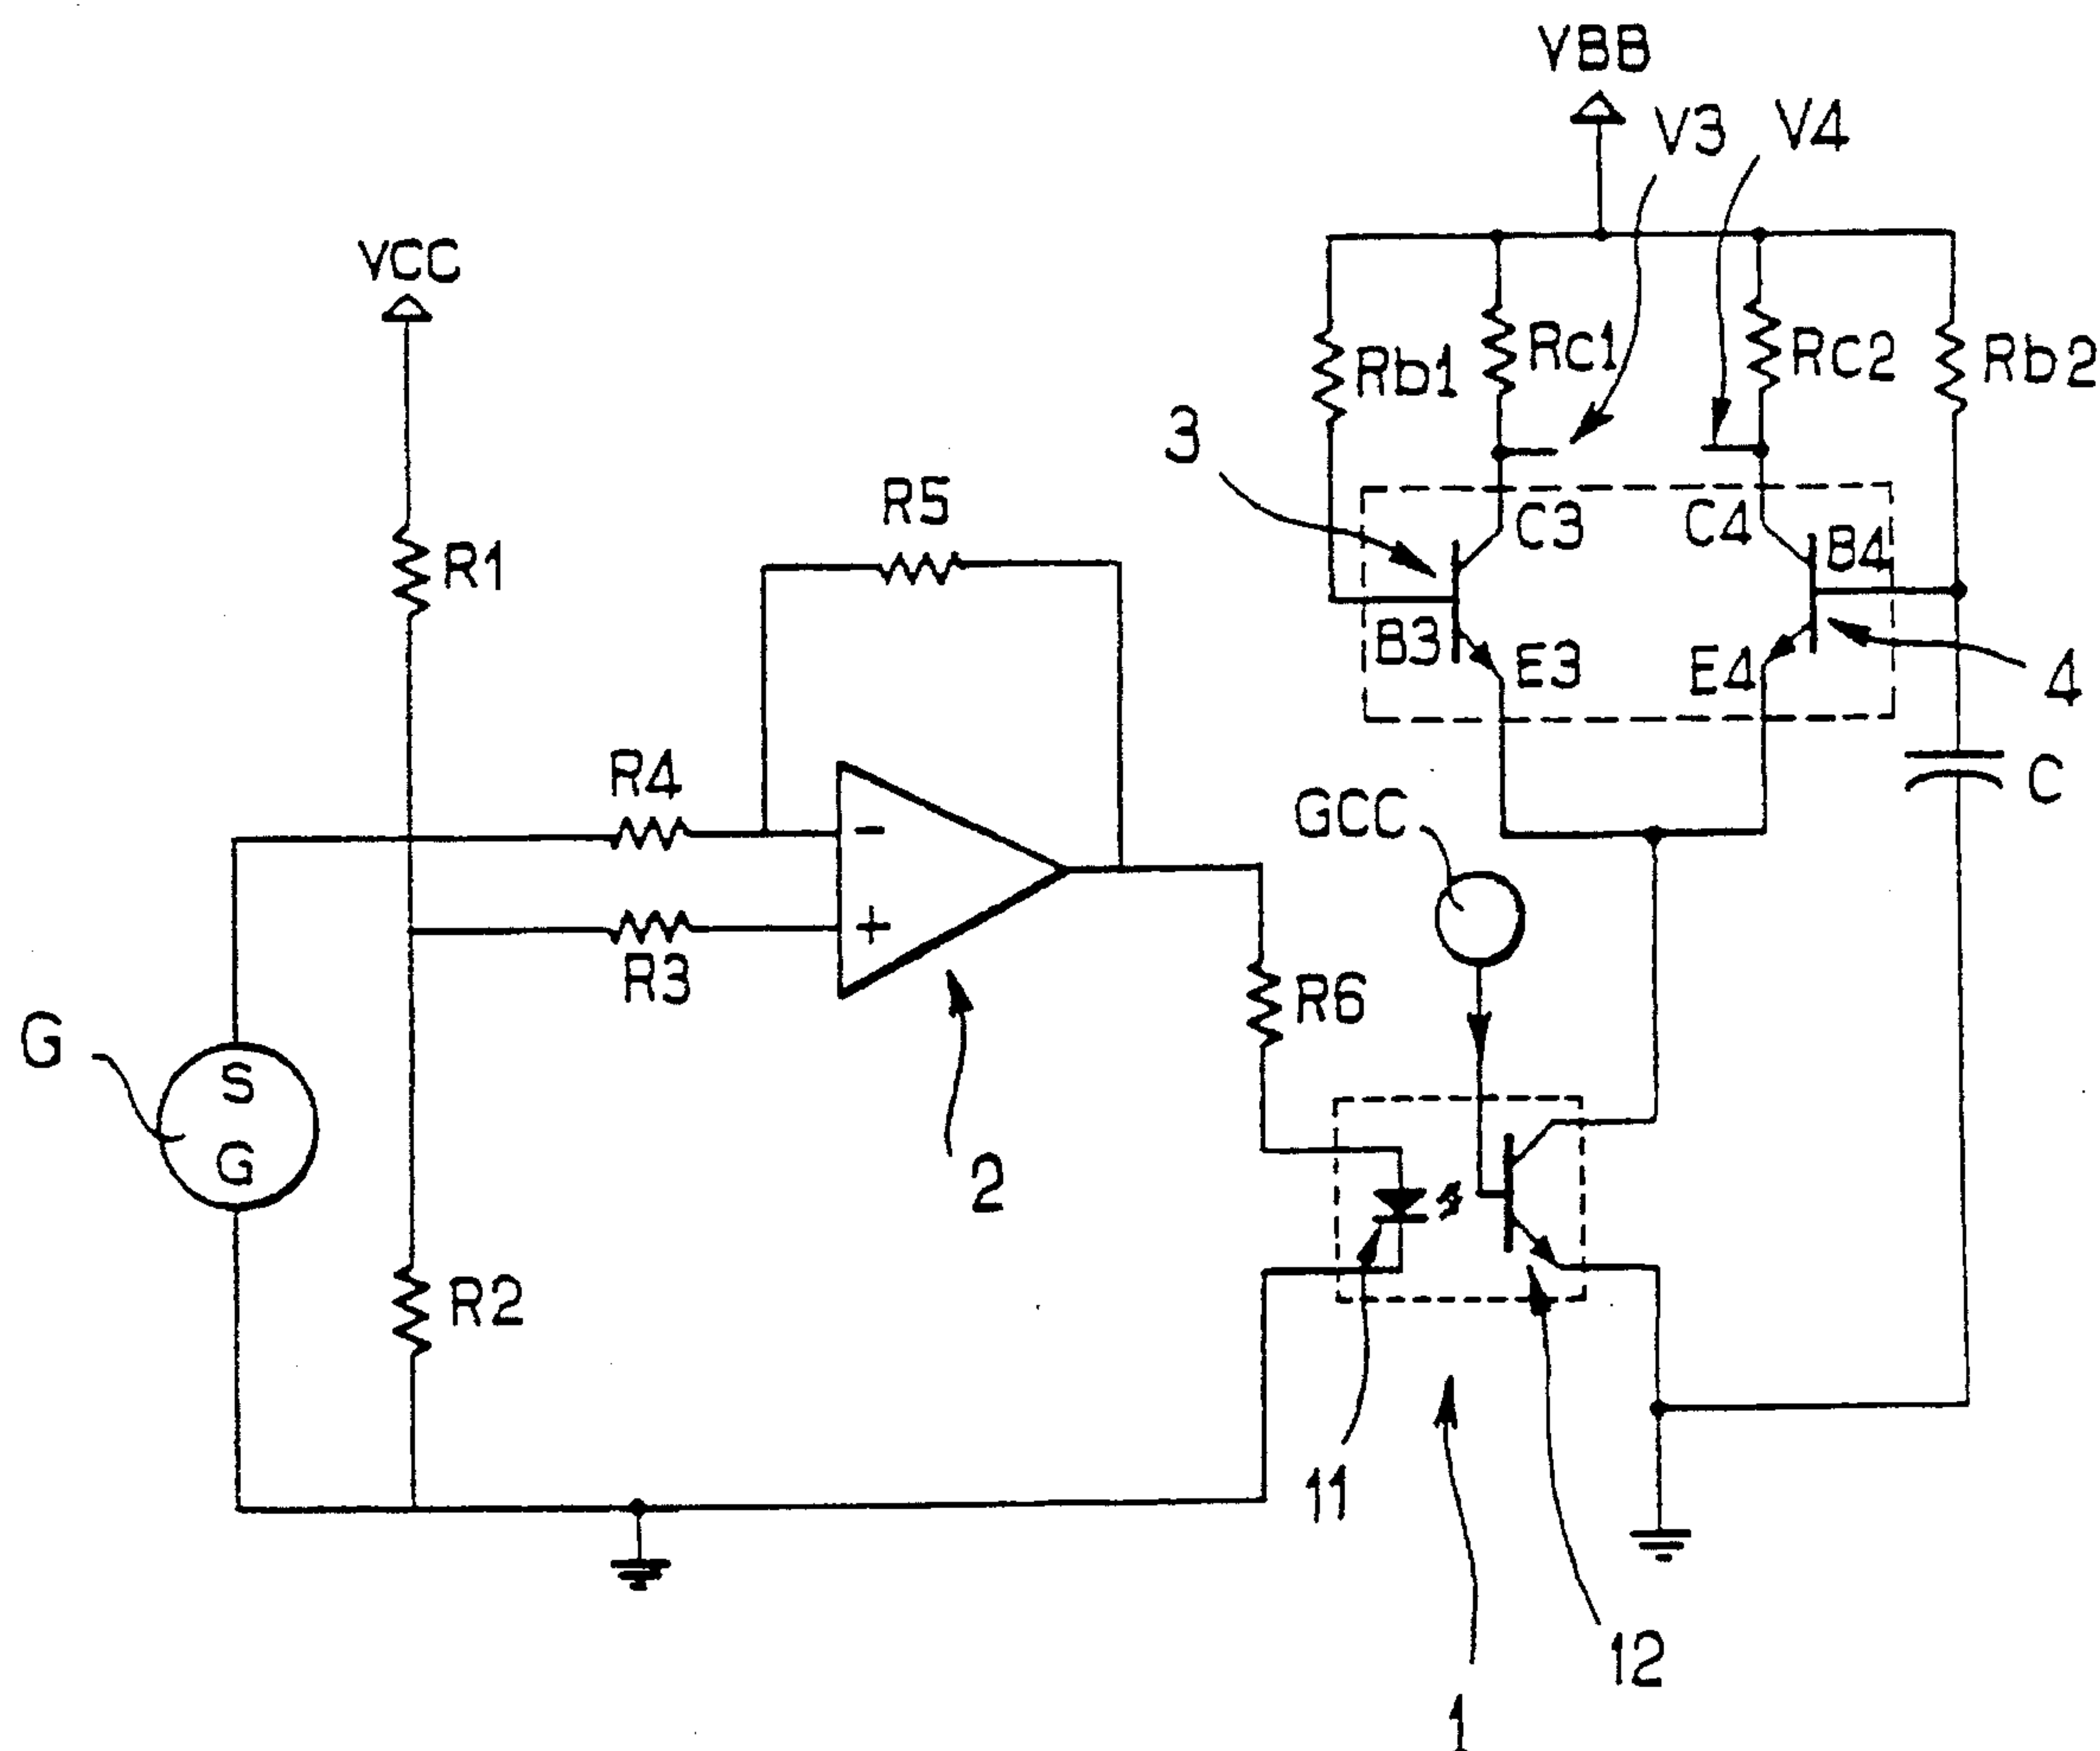 VBB
V3
V4
VCC
Rb1
Rc1
Rc2
Rb2
3
R5
C3
C4
B4
R1
B3
E3
E4
4
R4
C
GCC
-
+
R3
R6
G
S
G
2
R2
11
12
1